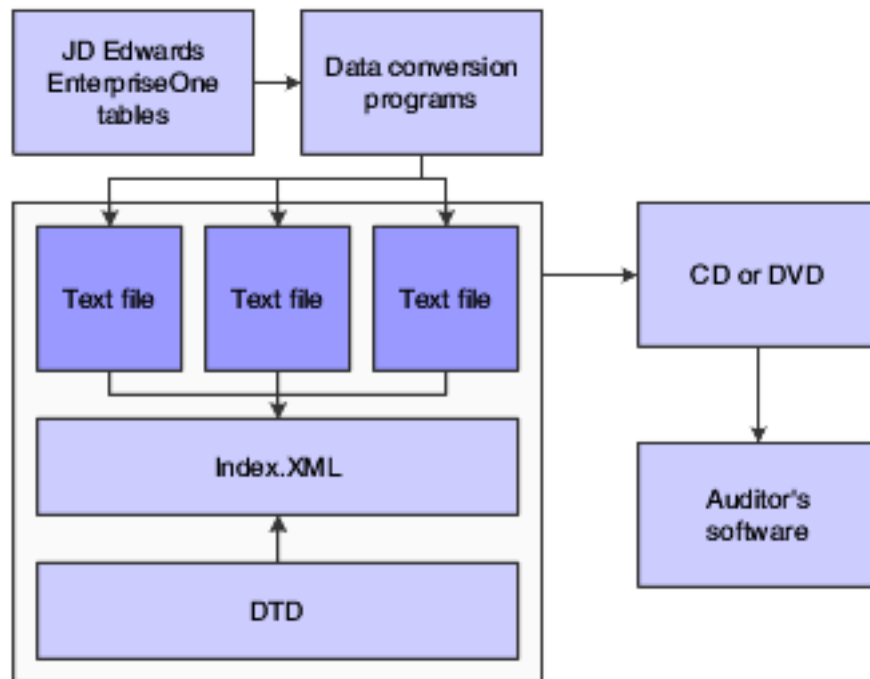 JD Edwards
EnterpriseOne
tables
Data conversion
programs
Text file
Text file
Text file
CD or DVD
Index.XML
Auditor's
software
DTD